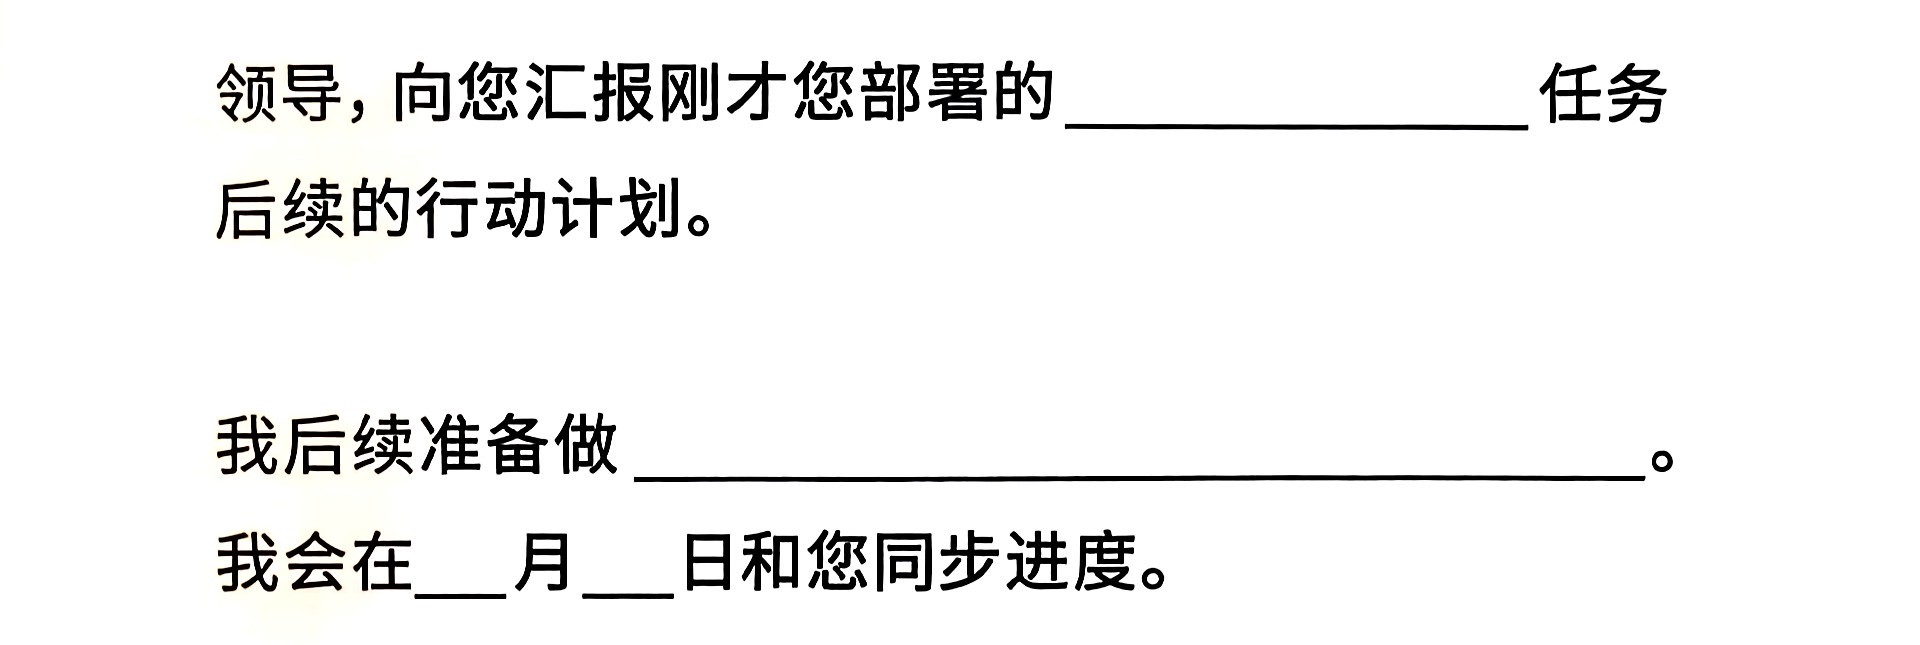 领导，向您汇报刚才您部署的______________任务
后续的行动计划。
我后续准备做______________________________。
我会在___月___日和您同步进度。